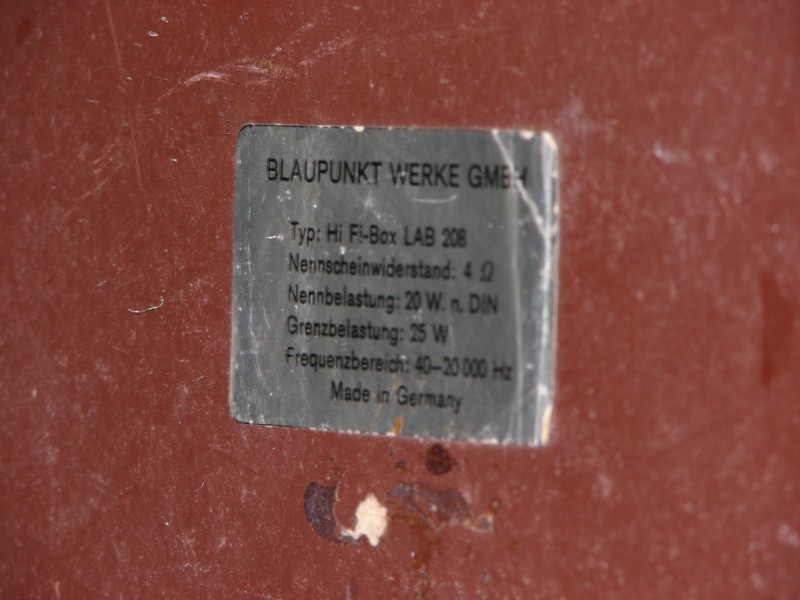 BLAUPUNKT WERKE GMBH
Typ: Hi Fi-Box LAB 208
Nennscheinwiderstand: 4 Ω
Nennbelastung: 20 W. n. DIN
Grenzbelastung: 25 W
Frequenzbereich: 40–20 000 Hz
Made in Germany